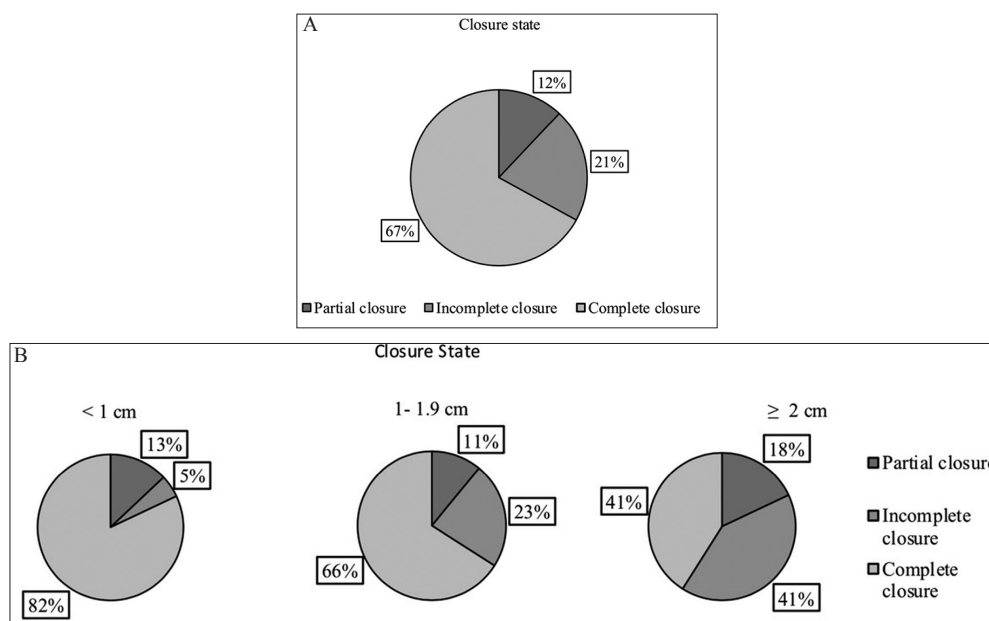 A
Closure state
12%
21%
67%
Partial closure Incomplete closure Complete closure
B
Closure State
< 1 cm
1- 1.9 cm
≥ 2 cm
13%
5%
82%
11%
23%
66%
18%
41%
41%
Partial closure
Incomplete
closure
Complete
closure